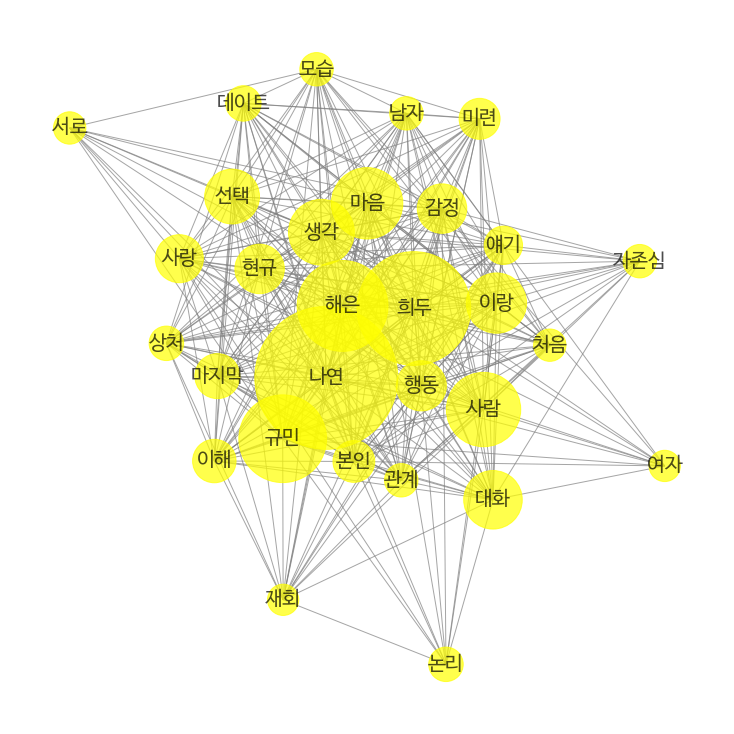 모습
데이트
남자
미련
서로
선택
마음
감정
생각
얘기
사랑
현규
자존심
해은
희두
이랑
상처
처음
마지막
나연
행동
사람
규민
이해
본인
여자
관계
대화
재회
논리